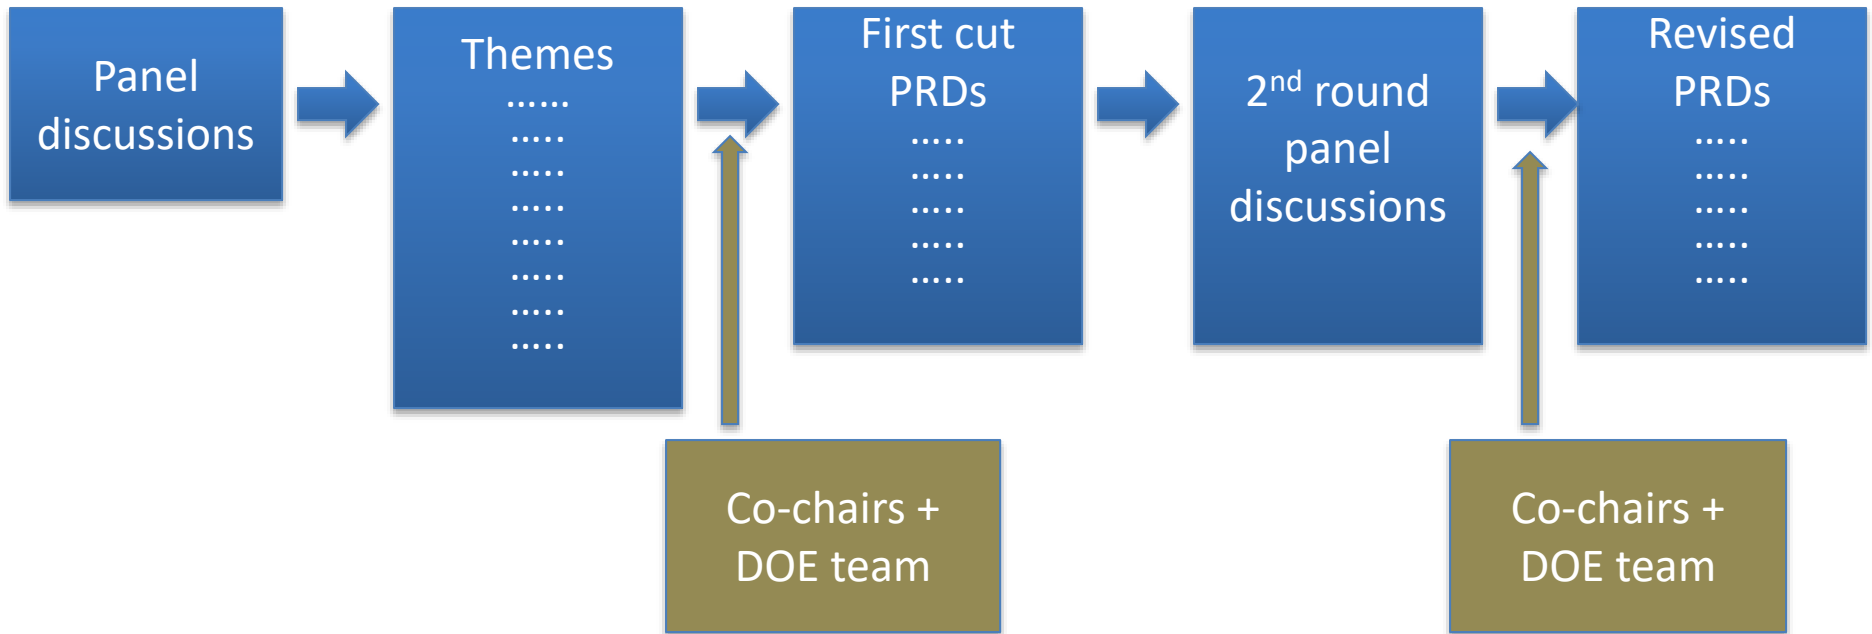 Panel
discussions
Themes
......
.....
.....
.....
.....
.....
.....
.....
First cut
PRDs
.....
.....
.....
.....
.....
2nd round
panel
discussions
Revised
PRDs
.....
.....
.....
.....
.....
Co-chairs +
DOE team
Co-chairs +
DOE team